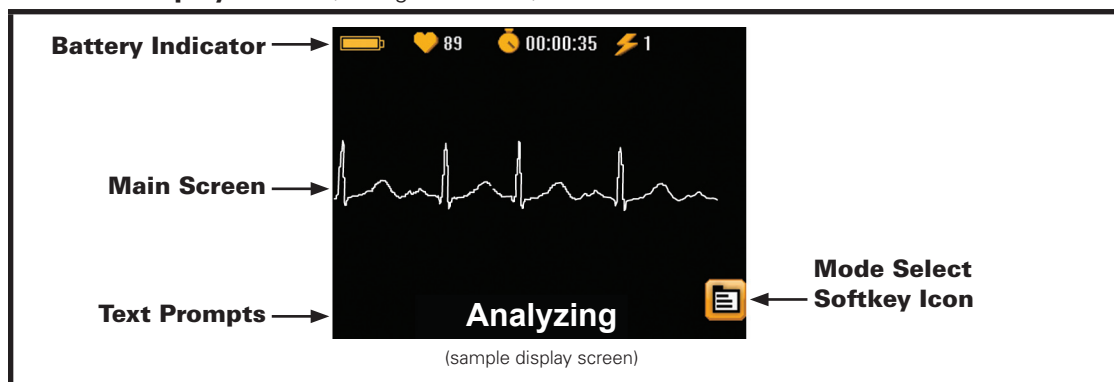 Battery Indicator
89
00:00:35
1
Main Screen
Mode Select
Softkey Icon
Text Prompts
Analyzing
(sample display screen)